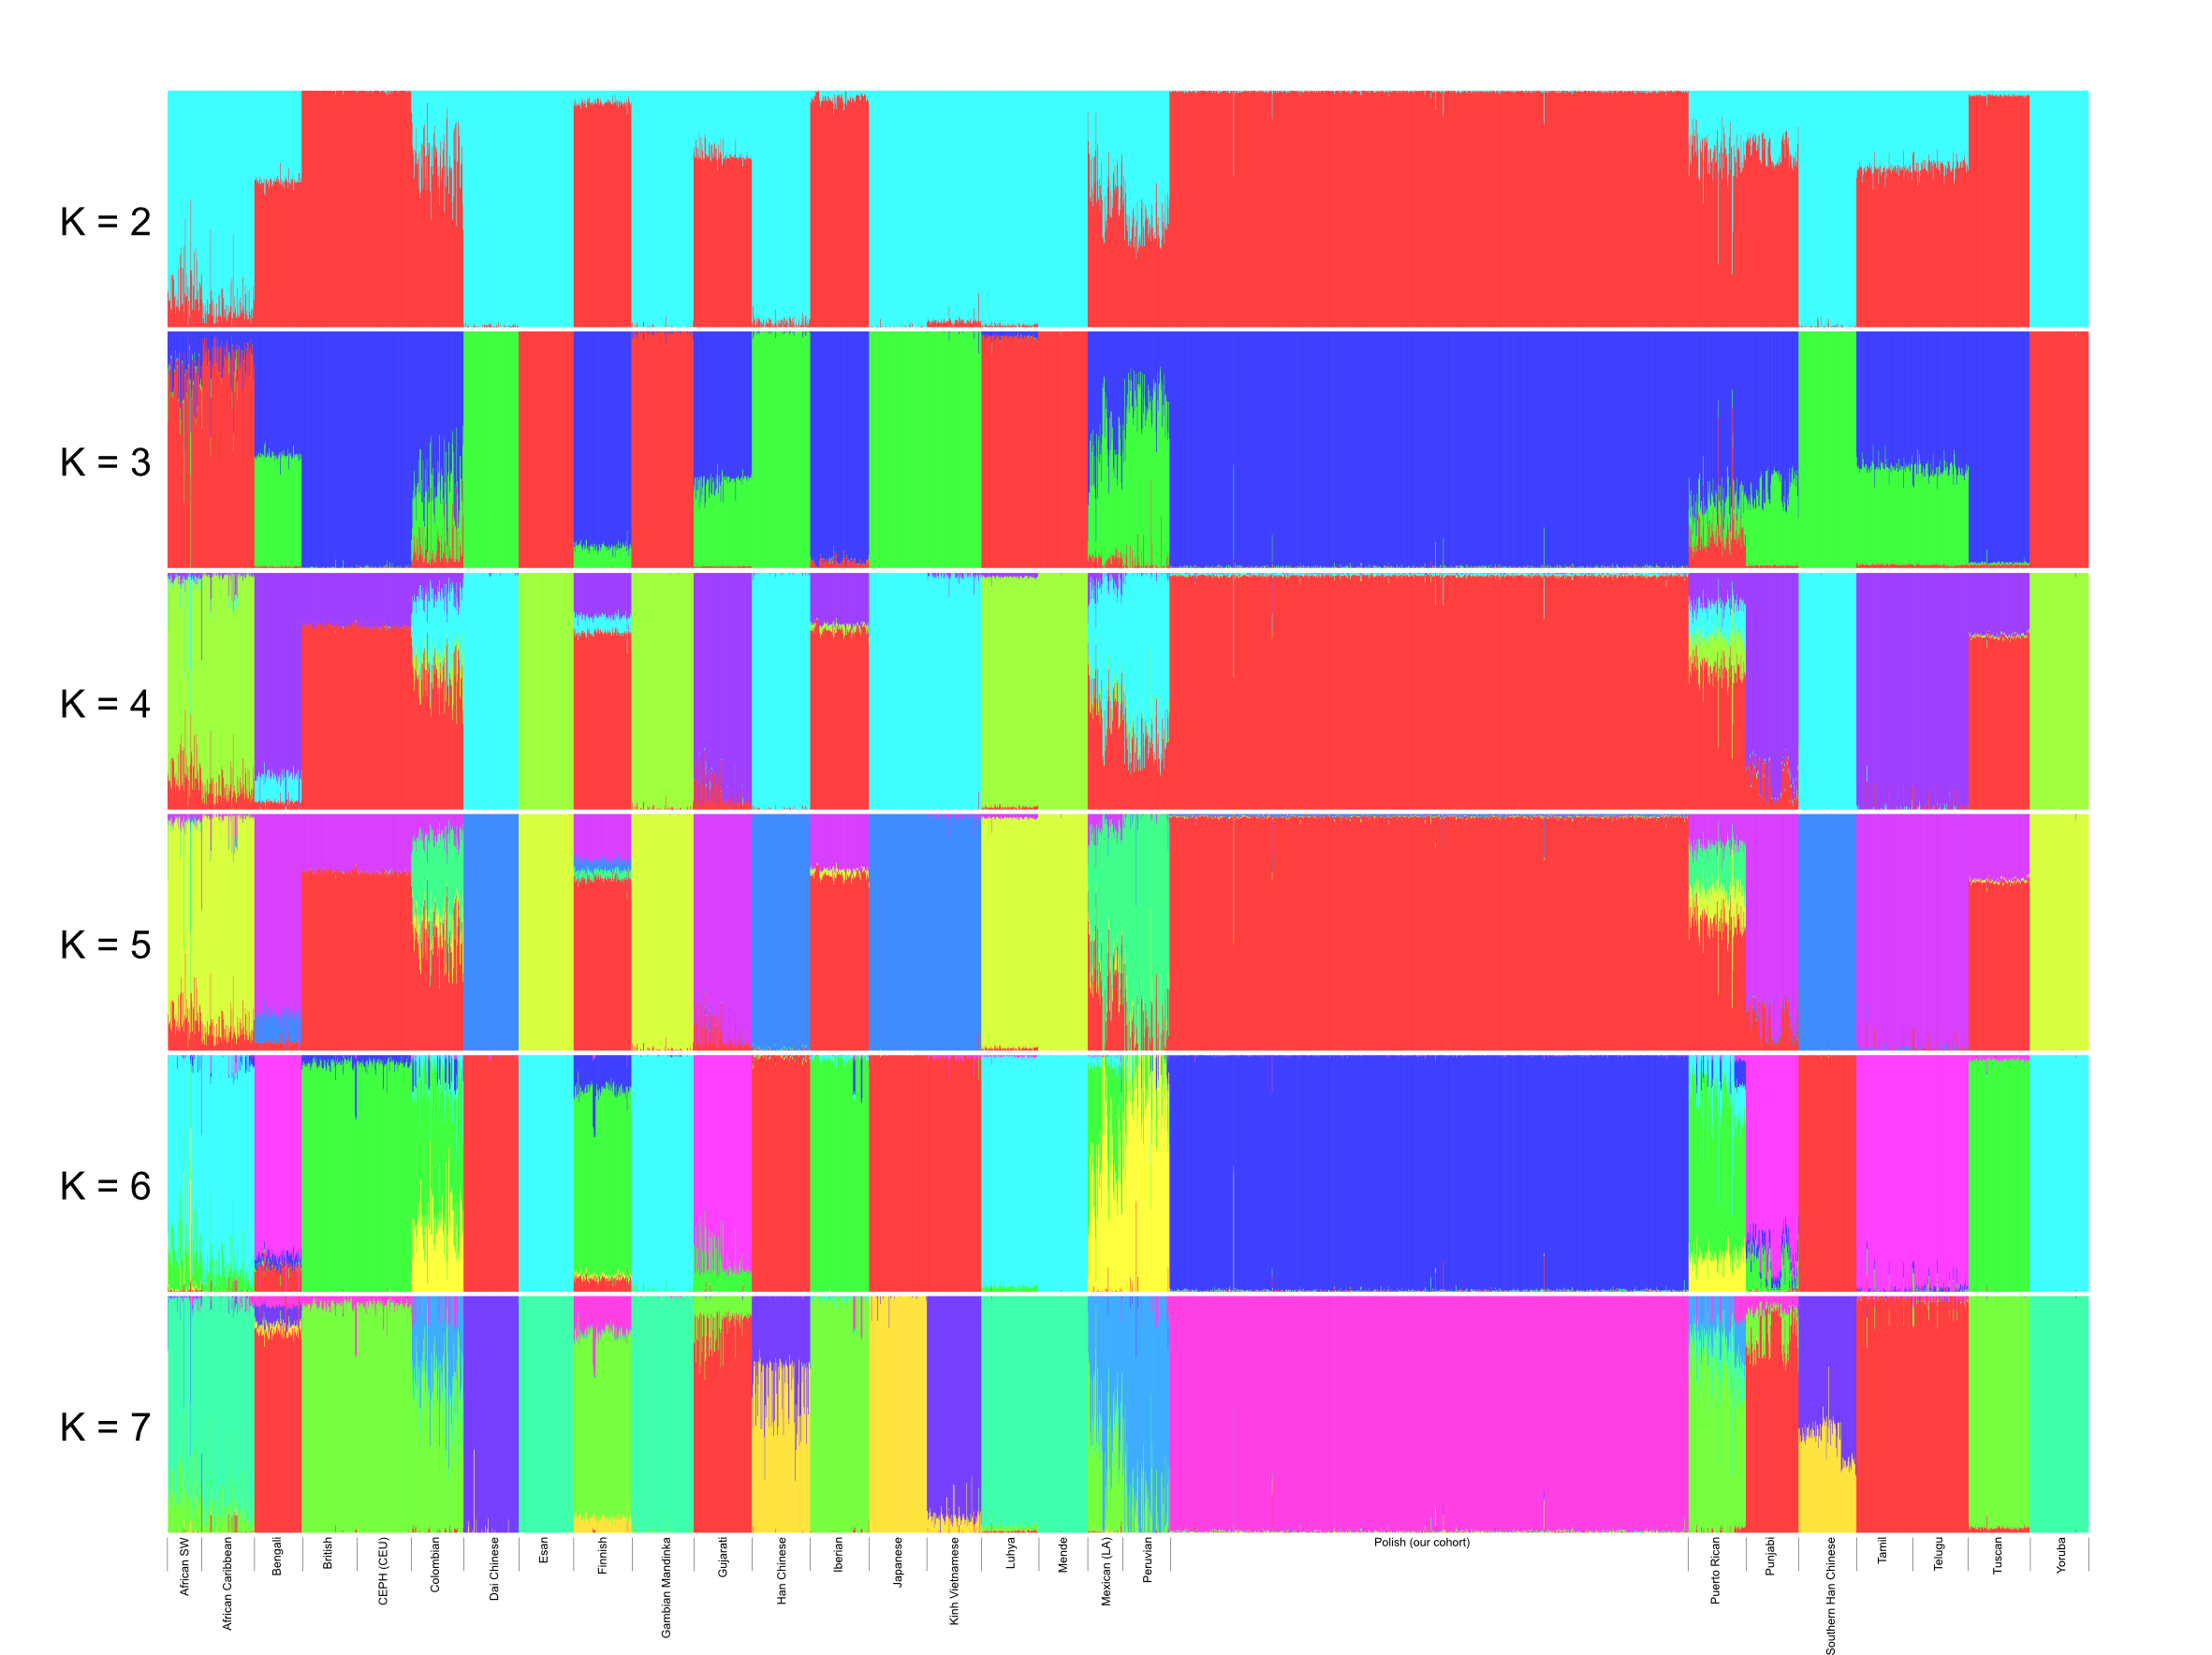 K = 2
K = 3
K = 4
K = 5
K = 6
K = 7
African SW
African Caribbean
Bengali
British
CEPH (CEU)
Colombian
Dai Chinese
Esan
Finnish
Gambian Mandinka
Gujarati
Han Chinese
Iberian
Japanese
Kinh Vietnamese
Luhya
Mende
Mexican (LA)
Peruvian
Polish (our cohort)
Puerto Rican
Punjabi
Southern Han Chinese
Tamil
Telugu
Tuscan
Yoruba